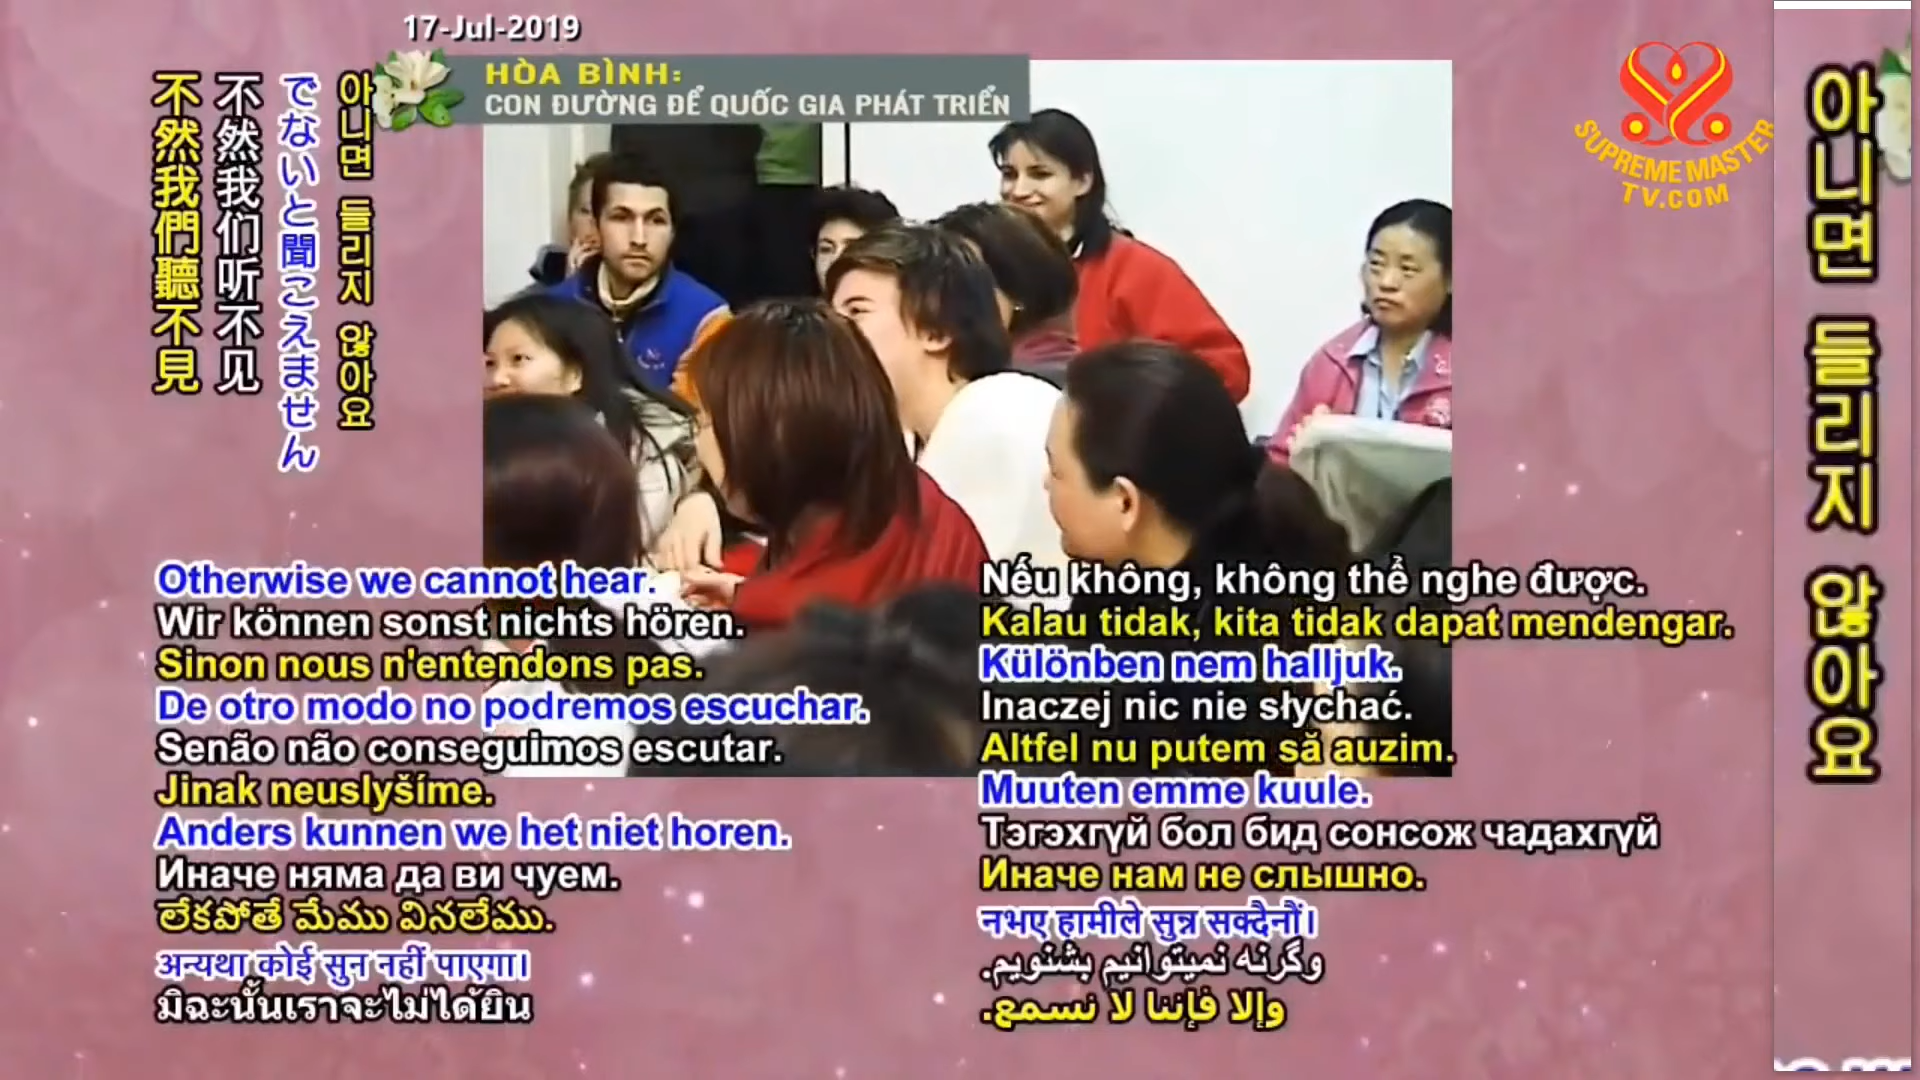 17-Jul-2019
HÒA BÌNH:
CON ĐƯỜNG ĐỂ QUỐC GIA PHÁT TRIỂN
SUPREME MASTER
TV.COM
아니면 들리지 않아요
でないと聞こえません
不然我们听不见
不然我們聽不見
아니면 들리지 않아요
Otherwise we cannot hear.
Wir können sonst nichts hören.
Sinon nous n'entendons pas.
De otro modo no podremos escuchar.
Senão não conseguimos escutar.
Jinak neuslyšíme.
Anders kunnen we het niet horen.
Иначе няма да ви чуем.
లేకపోతే మేము వినలేము.
अन्यथा कोई सुन नहीं पाएगा।
มิฉะนั้นเราจะไม่ได้ยิน
Nếu không, không thể nghe được.
Kalau tidak, kita tidak dapat mendengar.
Különben nem halljuk.
Inaczej nic nie słychać.
Altfel nu putem să auzim.
Muuten emme kuule.
Тэгэхгүй бол бид сонсож чадахгүй
Иначе нам не слышно.
नभए हामीले सुन्न सक्दैनौं।
وگرنه نمیتوانیم بشنویم.
وإلا فإننا لا نسمع.